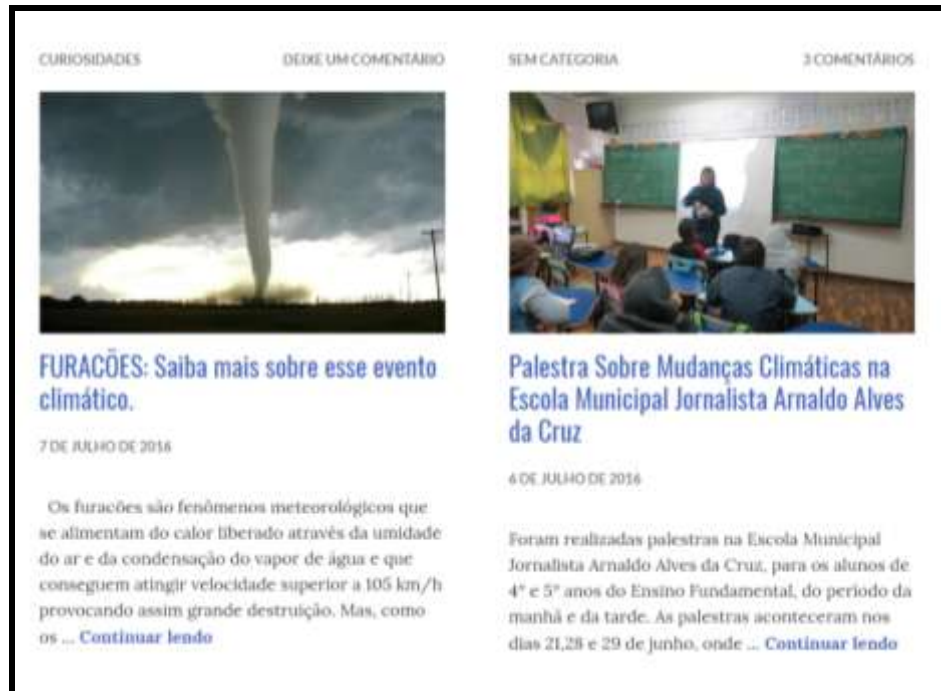 CURIOSIDADES DEIXE UM COMENTÁRIO
FURACÕES: Saiba mais sobre esse evento
climático.
7 DE JULHO DE 2016
Os furacões são fenômenos meteorológicos que
se alimentam do calor liberado através da umidade
do ar e da condensação do vapor de água e que
conseguem atingir velocidade superior a 105 km/h
provocando assim grande destruição. Mas, como
os ... Continuar lendo
SEM CATEGORIA 3 COMENTÁRIOS
Palestra Sobre Mudanças Climáticas na
Escola Municipal Jornalista Arnaldo Alves
da Cruz
6 DE JULHO DE 2016
Foram realizadas palestras na Escola Municipal
Jornalista Arnaldo Alves da Cruz, para os alunos de
4° e 5° anos do Ensino Fundamental, do período da
manhã e da tarde. As palestras aconteceram nos
dias 21,28 e 29 de junho, onde ... Continuar lendo